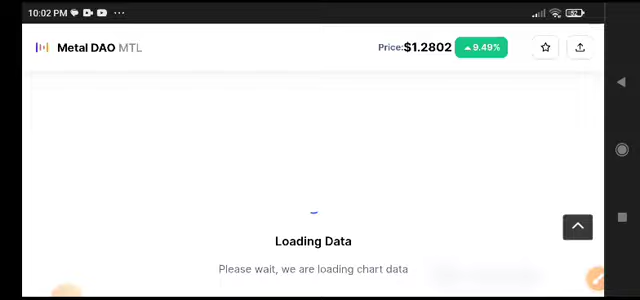 10:02 PM
Metal DAO MTL
Price:$1.2802 9.49%
Loading Data
Please wait, we are loading chart data